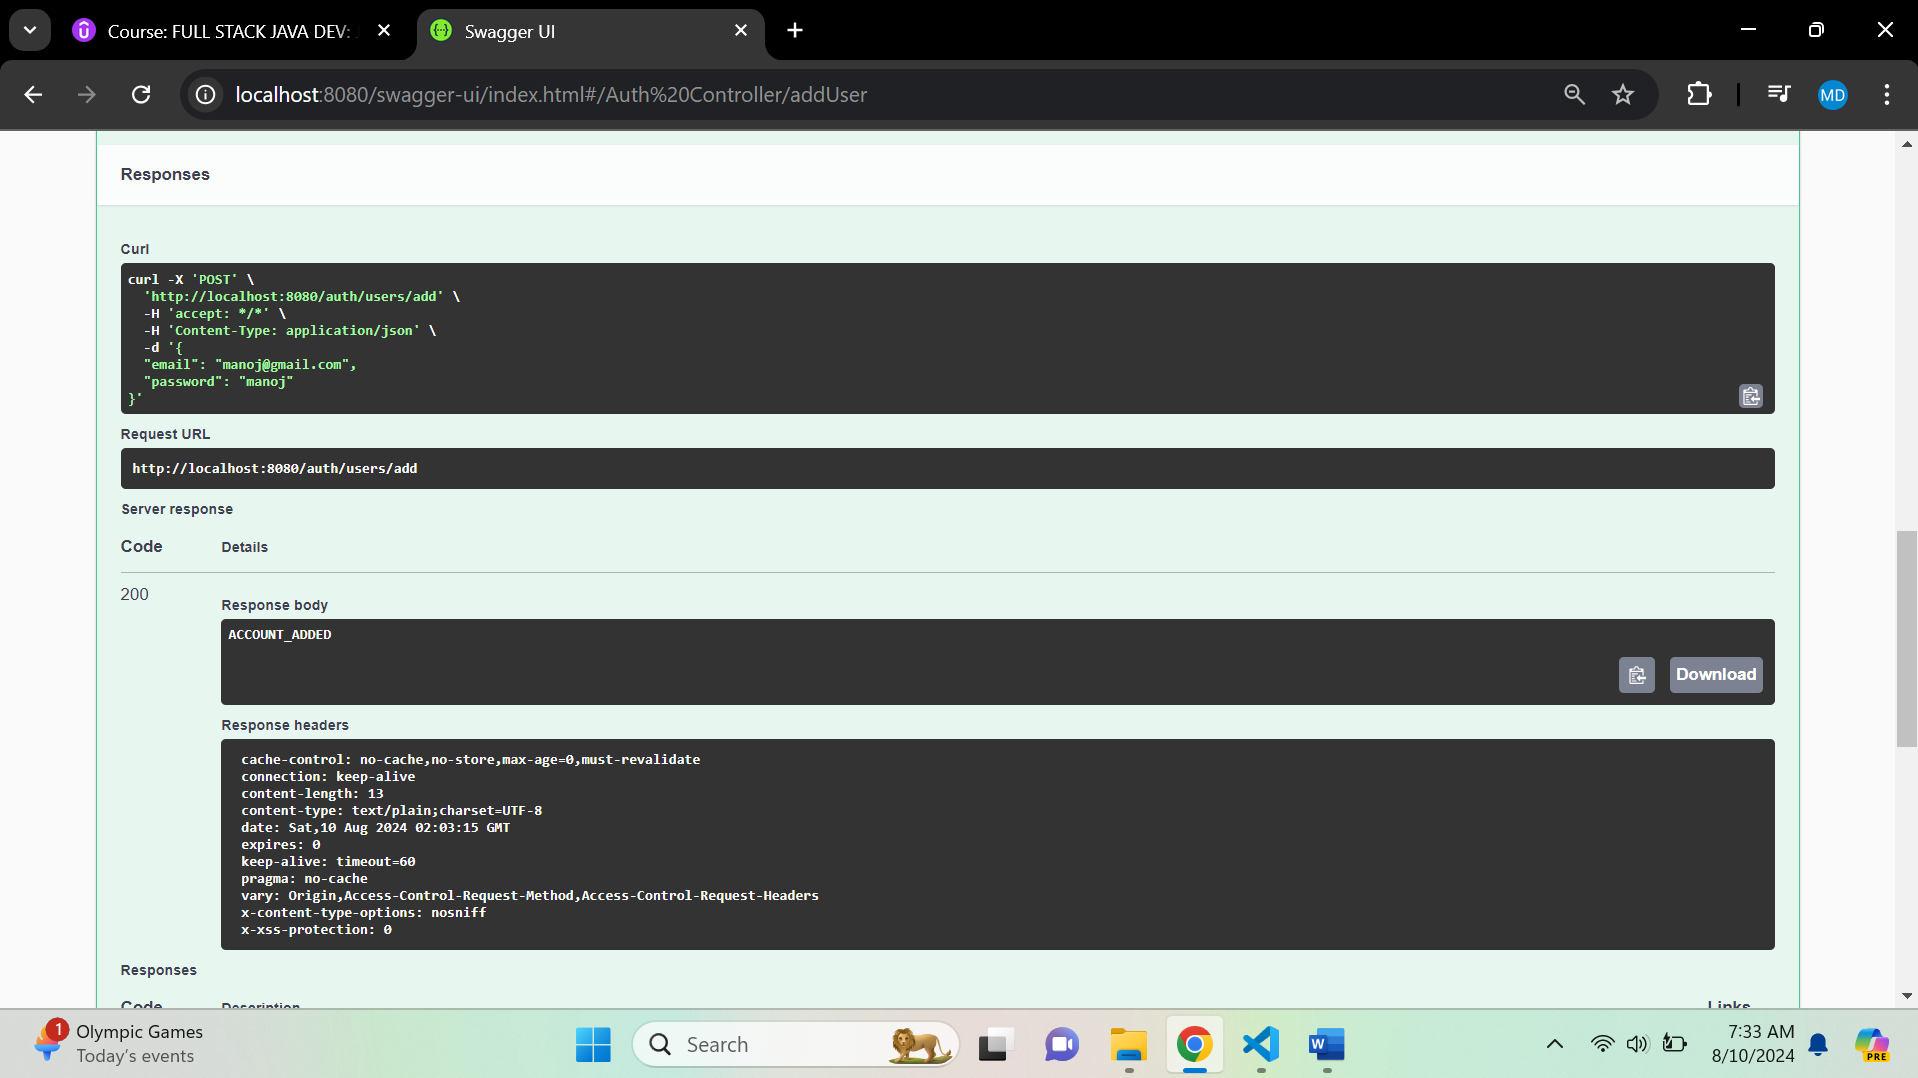 Course: FULL STACK JAVA DEV:
Swagger UI
localhost:8080/swagger-ui/index.html#/Auth%20Controller/addUser
MD
Responses
Curl
curl -X 'POST' \
'http://localhost:8080/auth/users/add' \
-H 'accept: */*' \
-H 'Content-Type: application/json' \
-d '{
"email": "manoj@gmail.com",
"password": "manoj"
}'
Request URL
http://localhost:8080/auth/users/add
Server response
Code Details
200
Response body
ACCOUNT_ADDED
Download
Response headers
cache-control: no-cache,no-store,max-age=0,must-revalidate
connection: keep-alive
content-length: 13
content-type: text/plain;charset=UTF-8
date: Sat,10 Aug 2024 02:03:15 GMT
expires: 0
keep-alive: timeout=60
pragma: no-cache
vary: Origin,Access-Control-Request-Method,Access-Control-Request-Headers
x-content-type-options: nosniff
x-xss-protection: 0
Responses
Code Description Links
1
Olympic Games
Today's events
Search
W
7:33 AM
8/10/2024
PRE